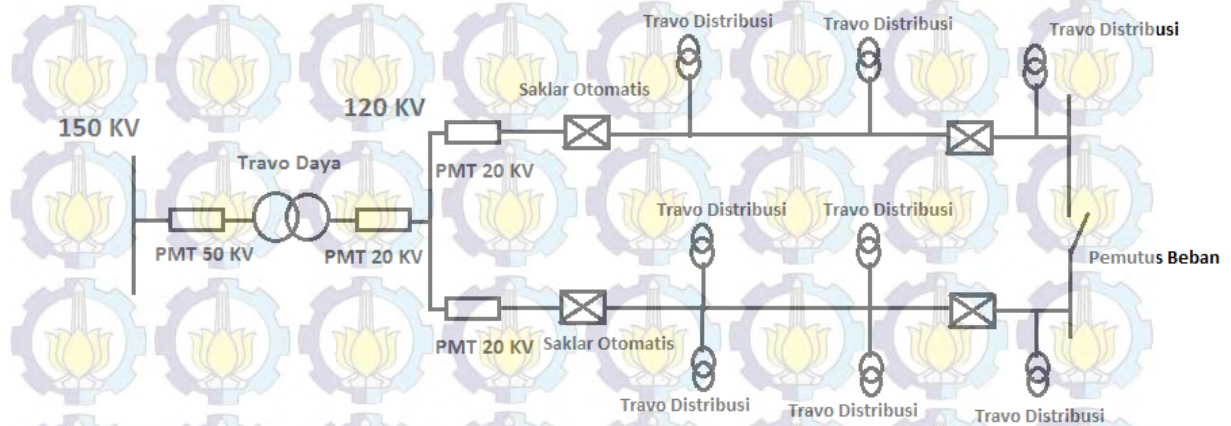 Travo Distribusi
Travo Distribusi
Travo Distribusi
Saklar Otomatis
120 KV
150 KV
Travo Daya
PMT 20 KV
Travo Distribusi
Travo Distribusi
PMT 50 KV
PMT 20 KV
Pemutus Beban
PMT 20 KV
Saklar Otomatis
Travo Distribusi
Travo Distribusi
Travo Distribusi